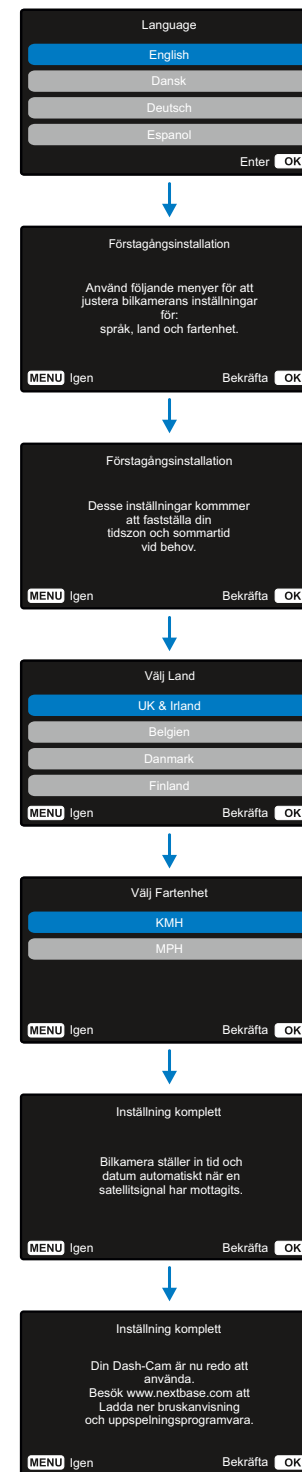 Language
English
Dansk
Deutsch
Espanol
Enter OK
Förstagångsinstallation
Använd följande menyer för att
justera bilkamerans inställningar
för:
språk, land och fartenhet.
MENU Igen Bekräfta OK
Förstagångsinstallation
Desse inställningar kommmer
att fastställa din
tidszon och sommartid
vid behov.
MENU Igen Bekräfta OK
Välj Land
UK & Irland
Belgien
Danmark
Finland
MENU Igen Bekräfta OK
Välj Fartenhet
KMH
MPH
MENU Igen Bekräfta OK
Inställning komplett
Bilkamera ställer in tid och
datum automatiskt när en
satellitsignal har mottagits.
MENU Igen Bekräfta OK
Inställning komplett
Din Dash-Cam är nu redo att
använda.
Besök www.nextbase.com att
Ladda ner bruskanvisning
och uppspelningsprogramvara.
MENU Igen Bekräfta OK